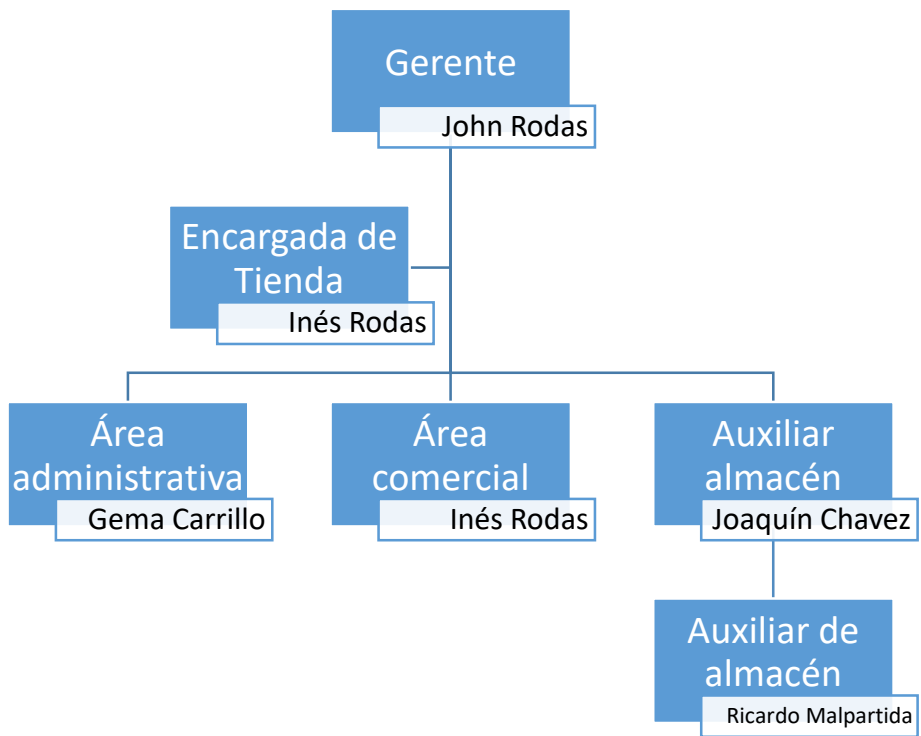 Gerente
John Rodas
Encargada de
Tienda
Inés Rodas
Área
administrativa
Gema Carrillo
Área
comercial
Inés Rodas
Auxiliar
almacén
Joaquín Chavez
Auxiliar de
almacén
Ricardo Malpartida